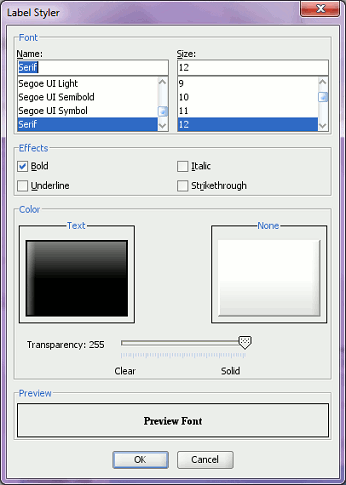 Label Styler
Font
Name:
Size:
Serif
12
Segoe UI Light
9
Segoe UI Semibold
10
Segoe UI Symbol
11
Serif
12
Effects
Bold
Italic
Underline
Strikethrough
Color
Text
None
Transparency: 255
Clear
Solid
Preview
Preview Font
OK
Cancel